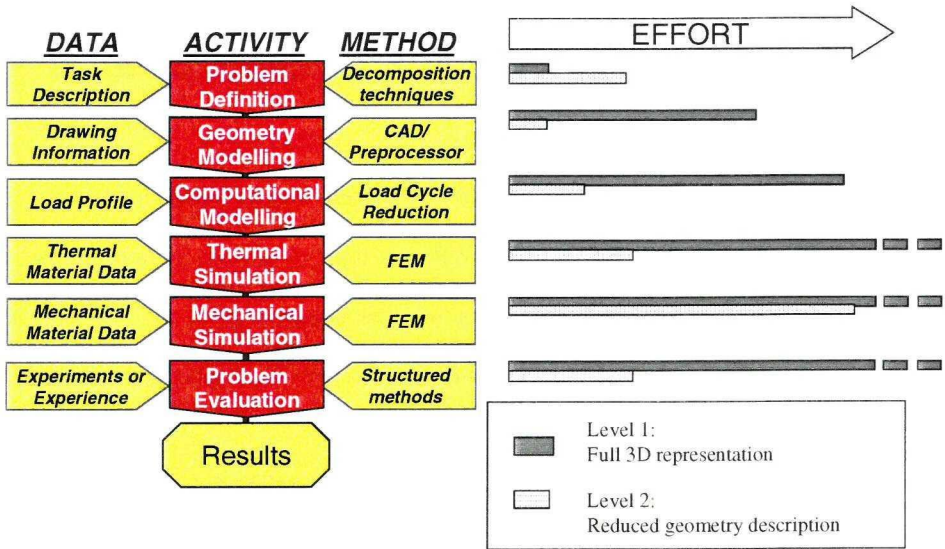 DATA ACTIVITY METHOD
EFFORT
Task
Description
Problem
Definition
Decomposition
techniques
Drawing
Information
Geometry
Modelling
CAD/
Preprocessor
Load Profile
Computational
Modelling
Load Cycle
Reduction
Thermal
Material Data
Thermal
Simulation
FEM
Mechanical
Material Data
Mechanical
Simulation
FEM
Experiments or
Experience
Problem
Evaluation
Structured
methods
Results
Level 1:
Full 3D representation
Level 2:
Reduced geometry description